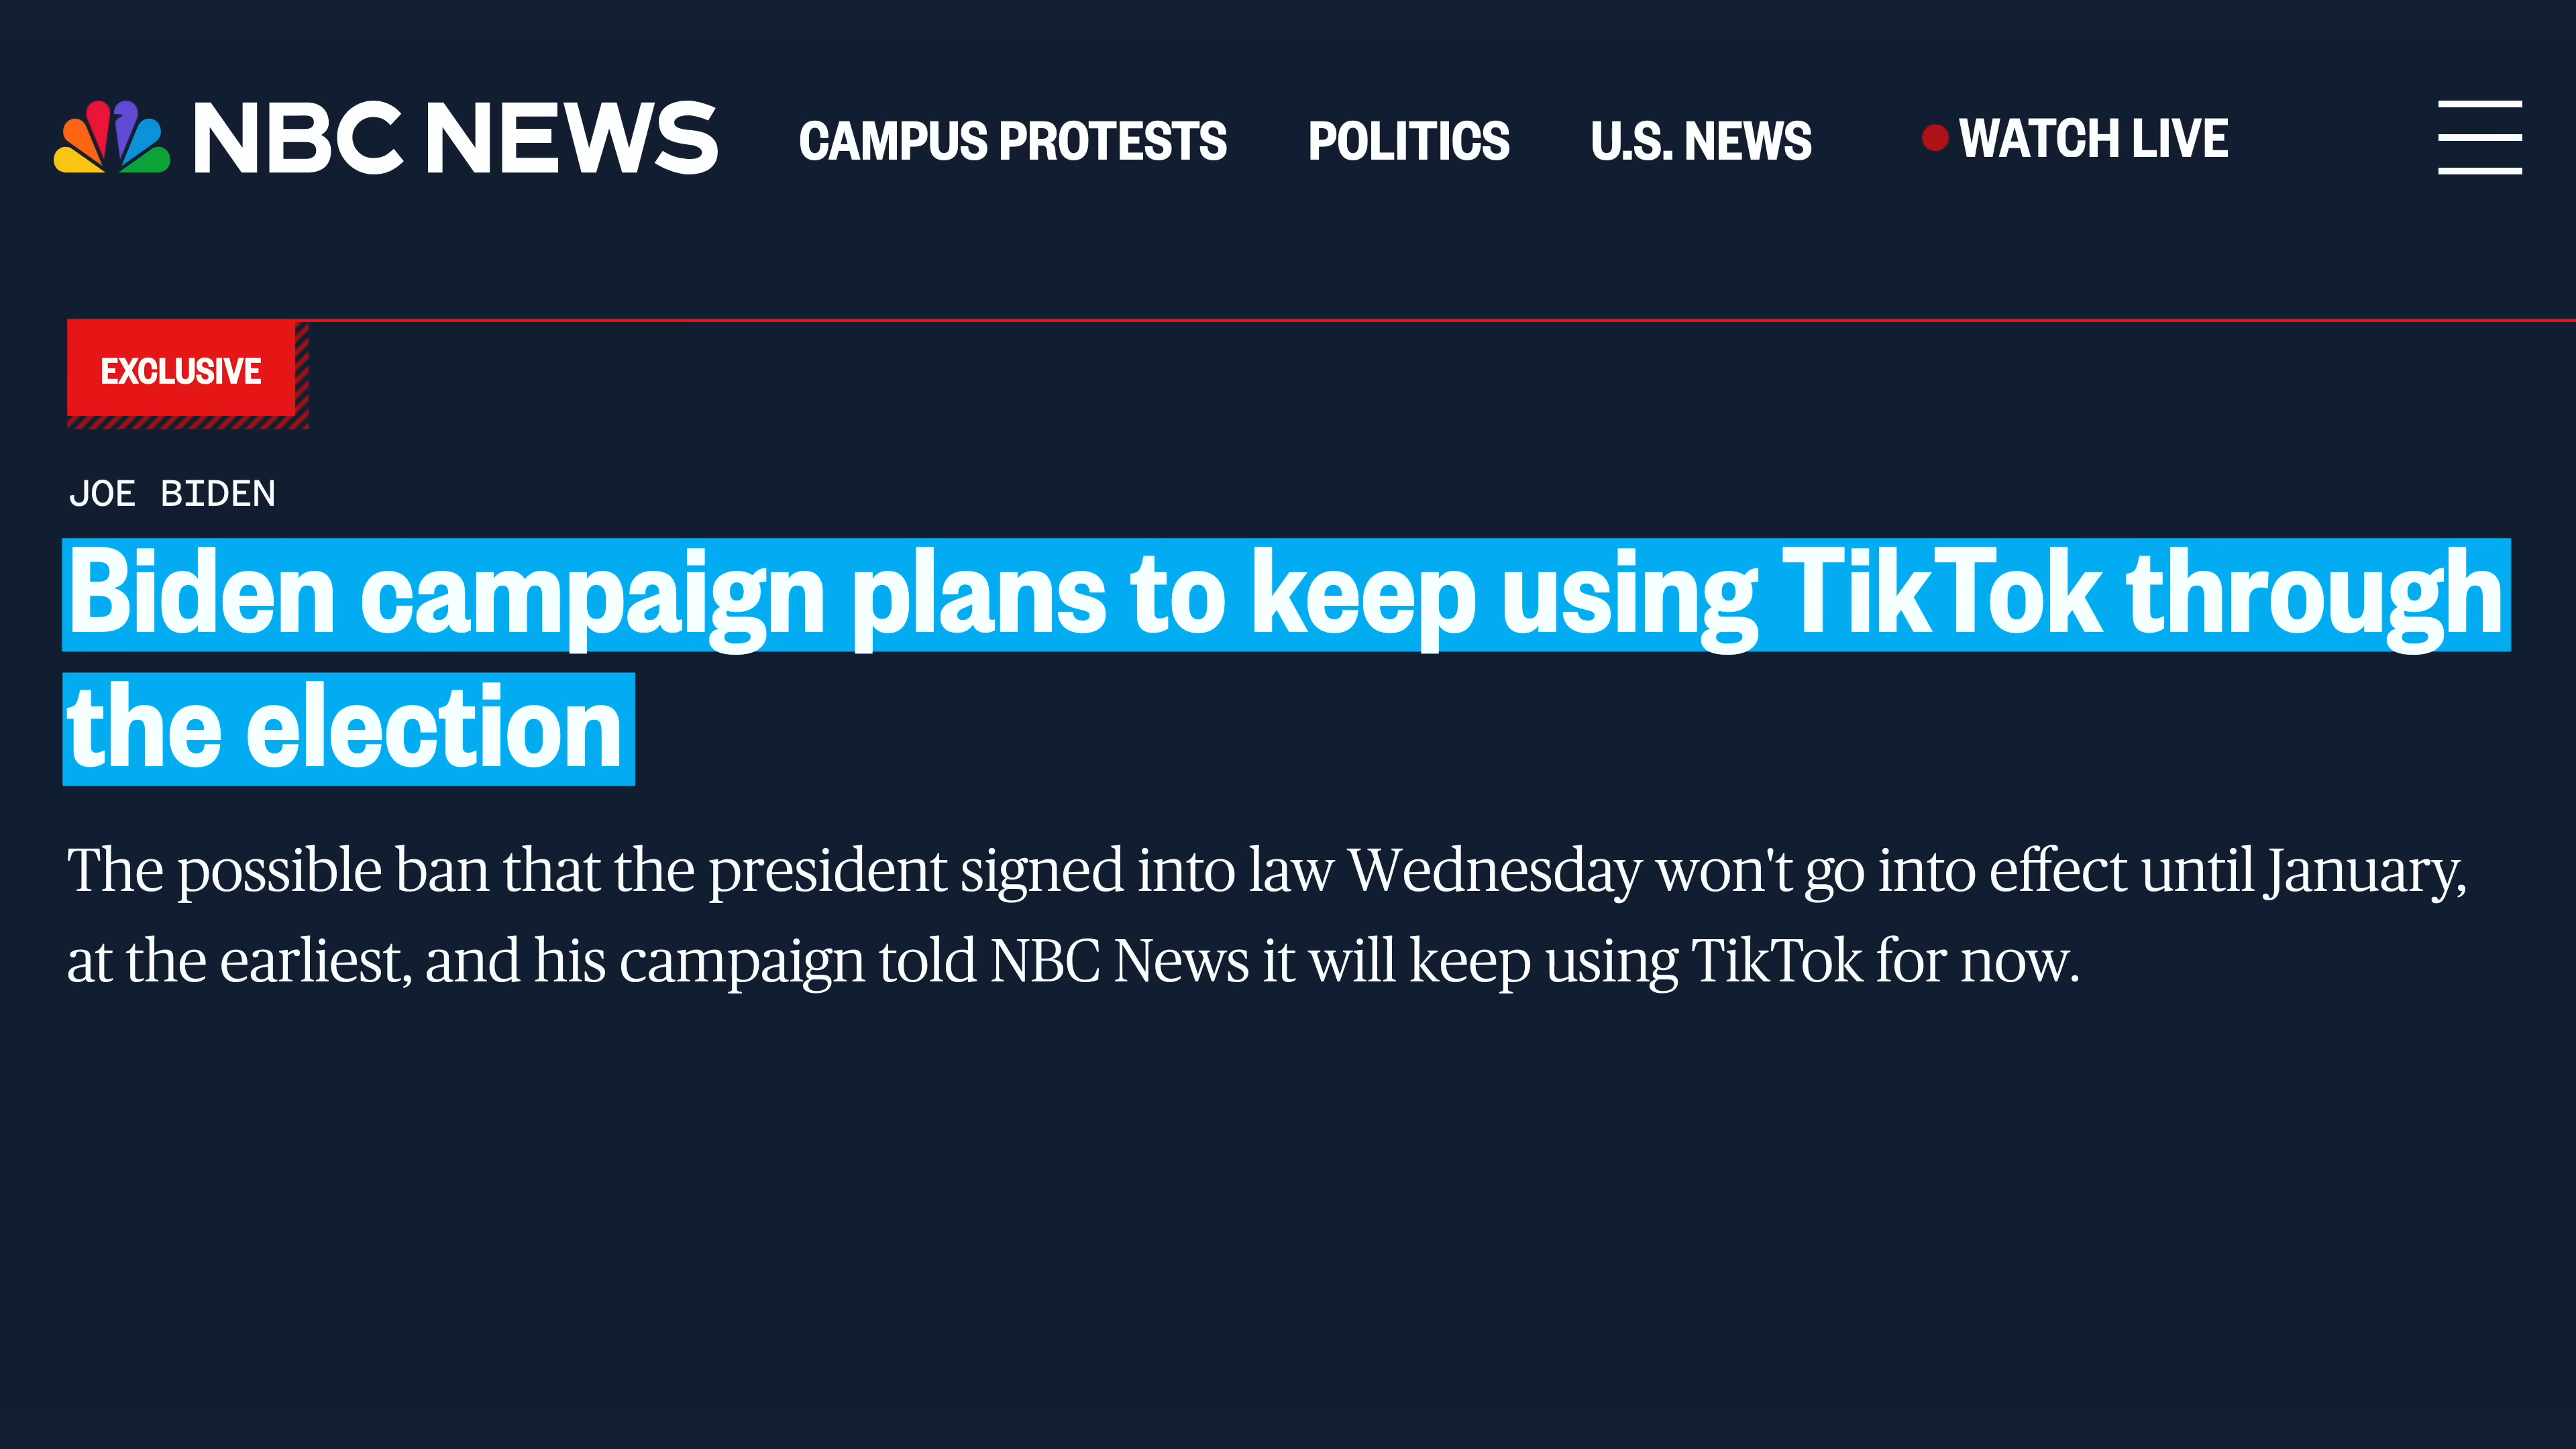 NBC NEWS CAMPUS PROTESTS POLITICS U.S. NEWS WATCH LIVE
EXCLUSIVE
JOE BIDEN
Biden campaign plans to keep using TikTok through
the election
The possible ban that the president signed into law Wednesday won't go into effect until January,
at the earliest, and his campaign told NBC News it will keep using TikTok for now.